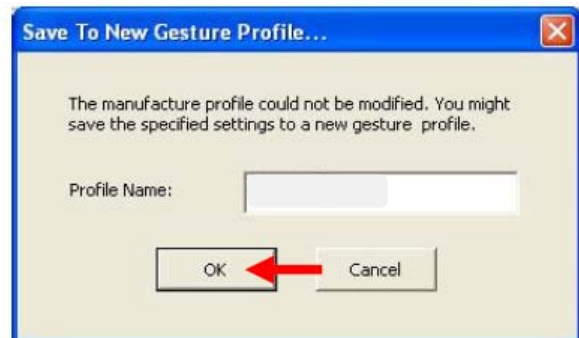 Save To New Gesture Profile...
The manufacture profile could not be modified. You might
save the specified settings to a new gesture profile.
Profile Name:
OK
Cancel